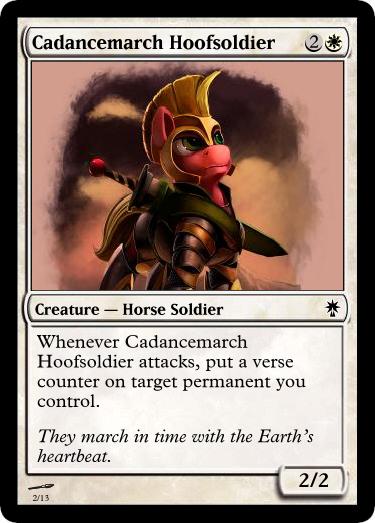 Cadancemarch Hoofsoldier 2
Creature — Horse Soldier
Whenever Cadancemarch
Hoofsoldier attacks, put a verse
counter on target permanent you
control.
They march in time with the Earth's
heartbeat.
2/2
2/13